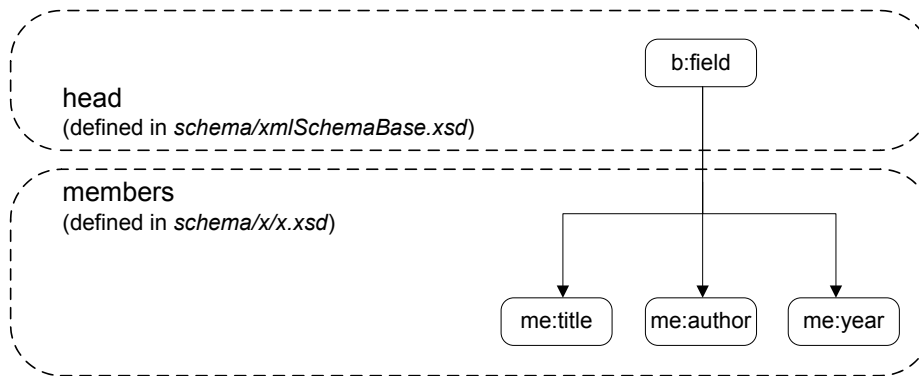 b:field
head
(defined in schema/xmlSchemaBase.xsd)
members
(defined in schema/x/x.xsd)
me:title
me:author
me:year